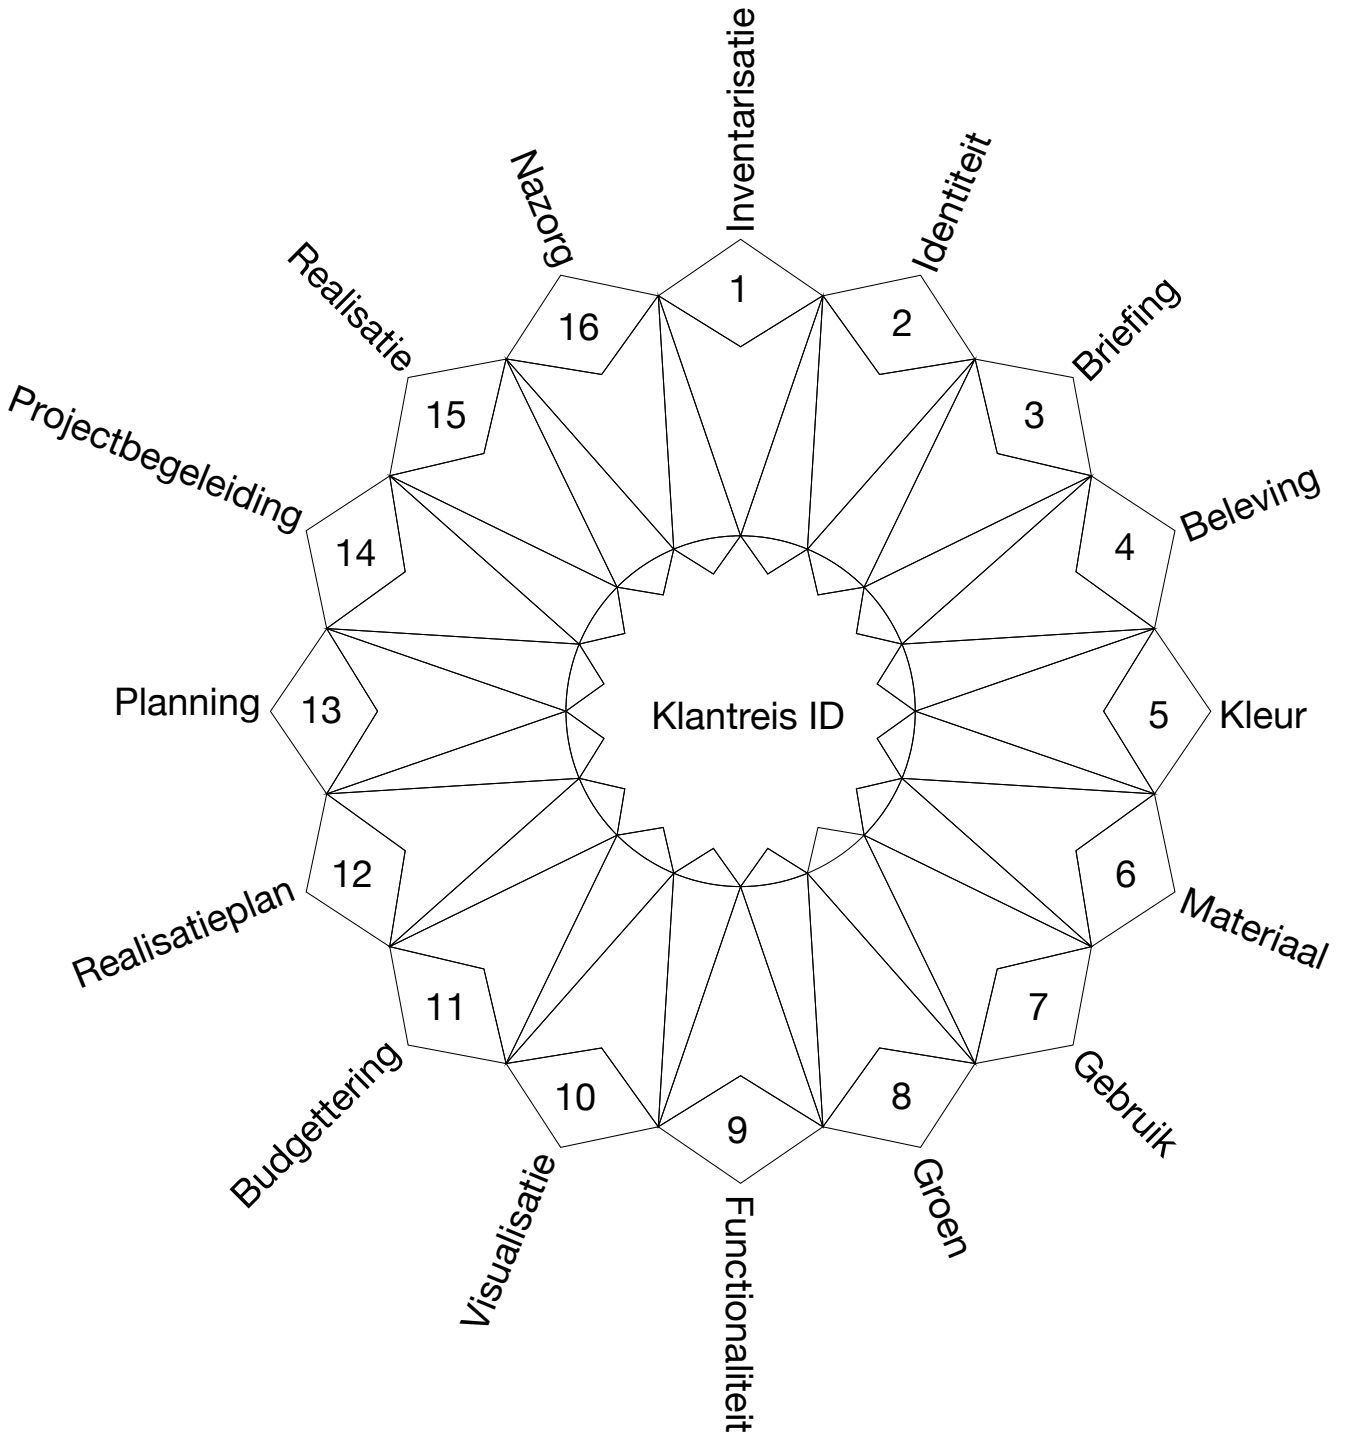 Inventarisatie
1
Identiteit
2
Briefing
3
Beleving
4
Kleur
5
Materiaal
6
Gebruik
7
Groen
8
Functionaliteit
9
Visualisatie
10
Budgettering
11
Realisatieplan
12
Planning
13
Projectbegeleiding
14
Realisatie
15
Nazorg
16
Klantreis ID